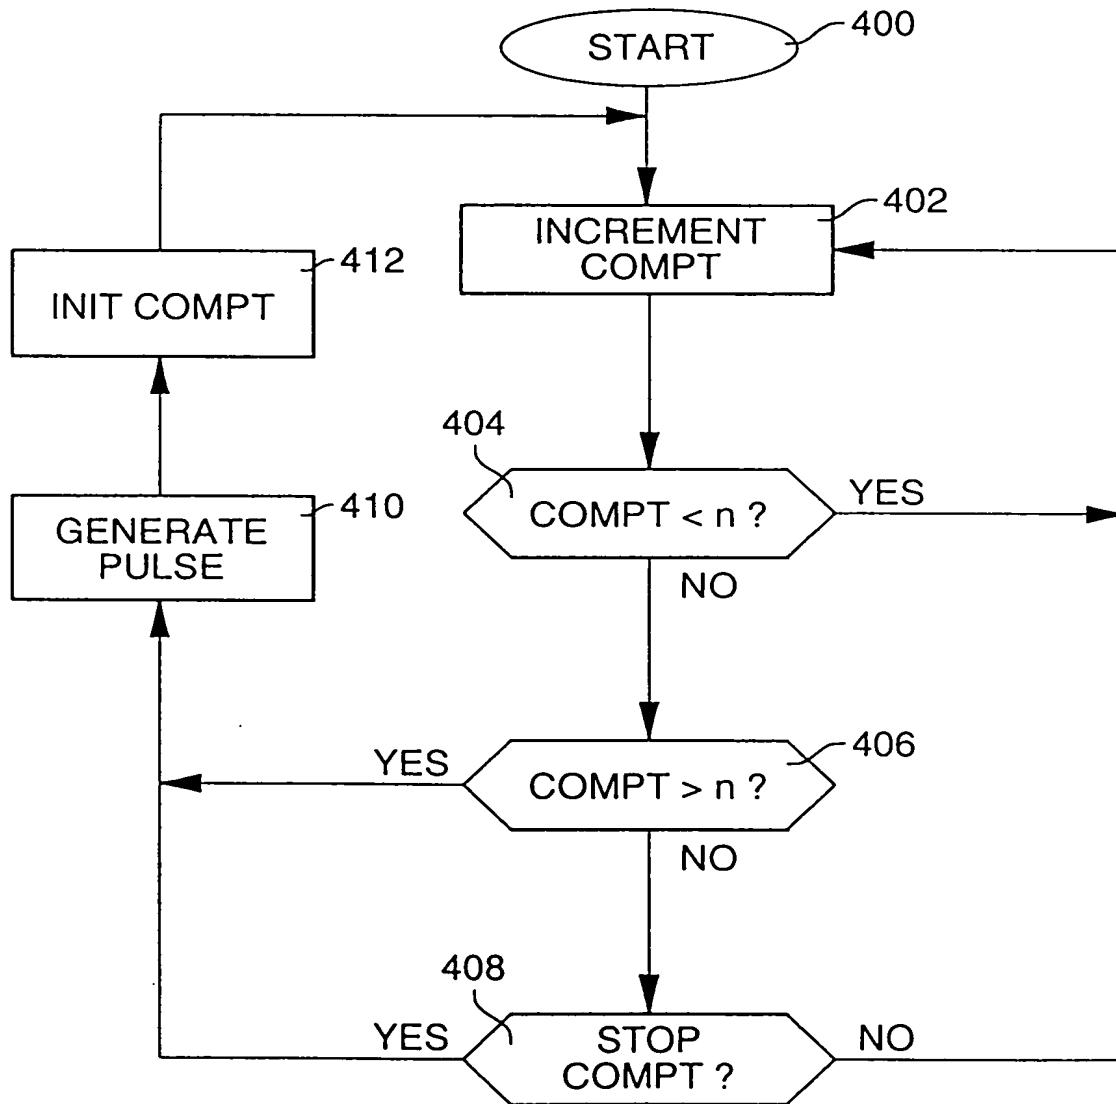 START
400
INCREMENT
COMPT
402
INIT COMPT
412
404
COMPT < n ?
YES
NO
GENERATE
PULSE
410
COMPT > n ?
406
YES
NO
408
STOP
COMPT ?
YES
NO